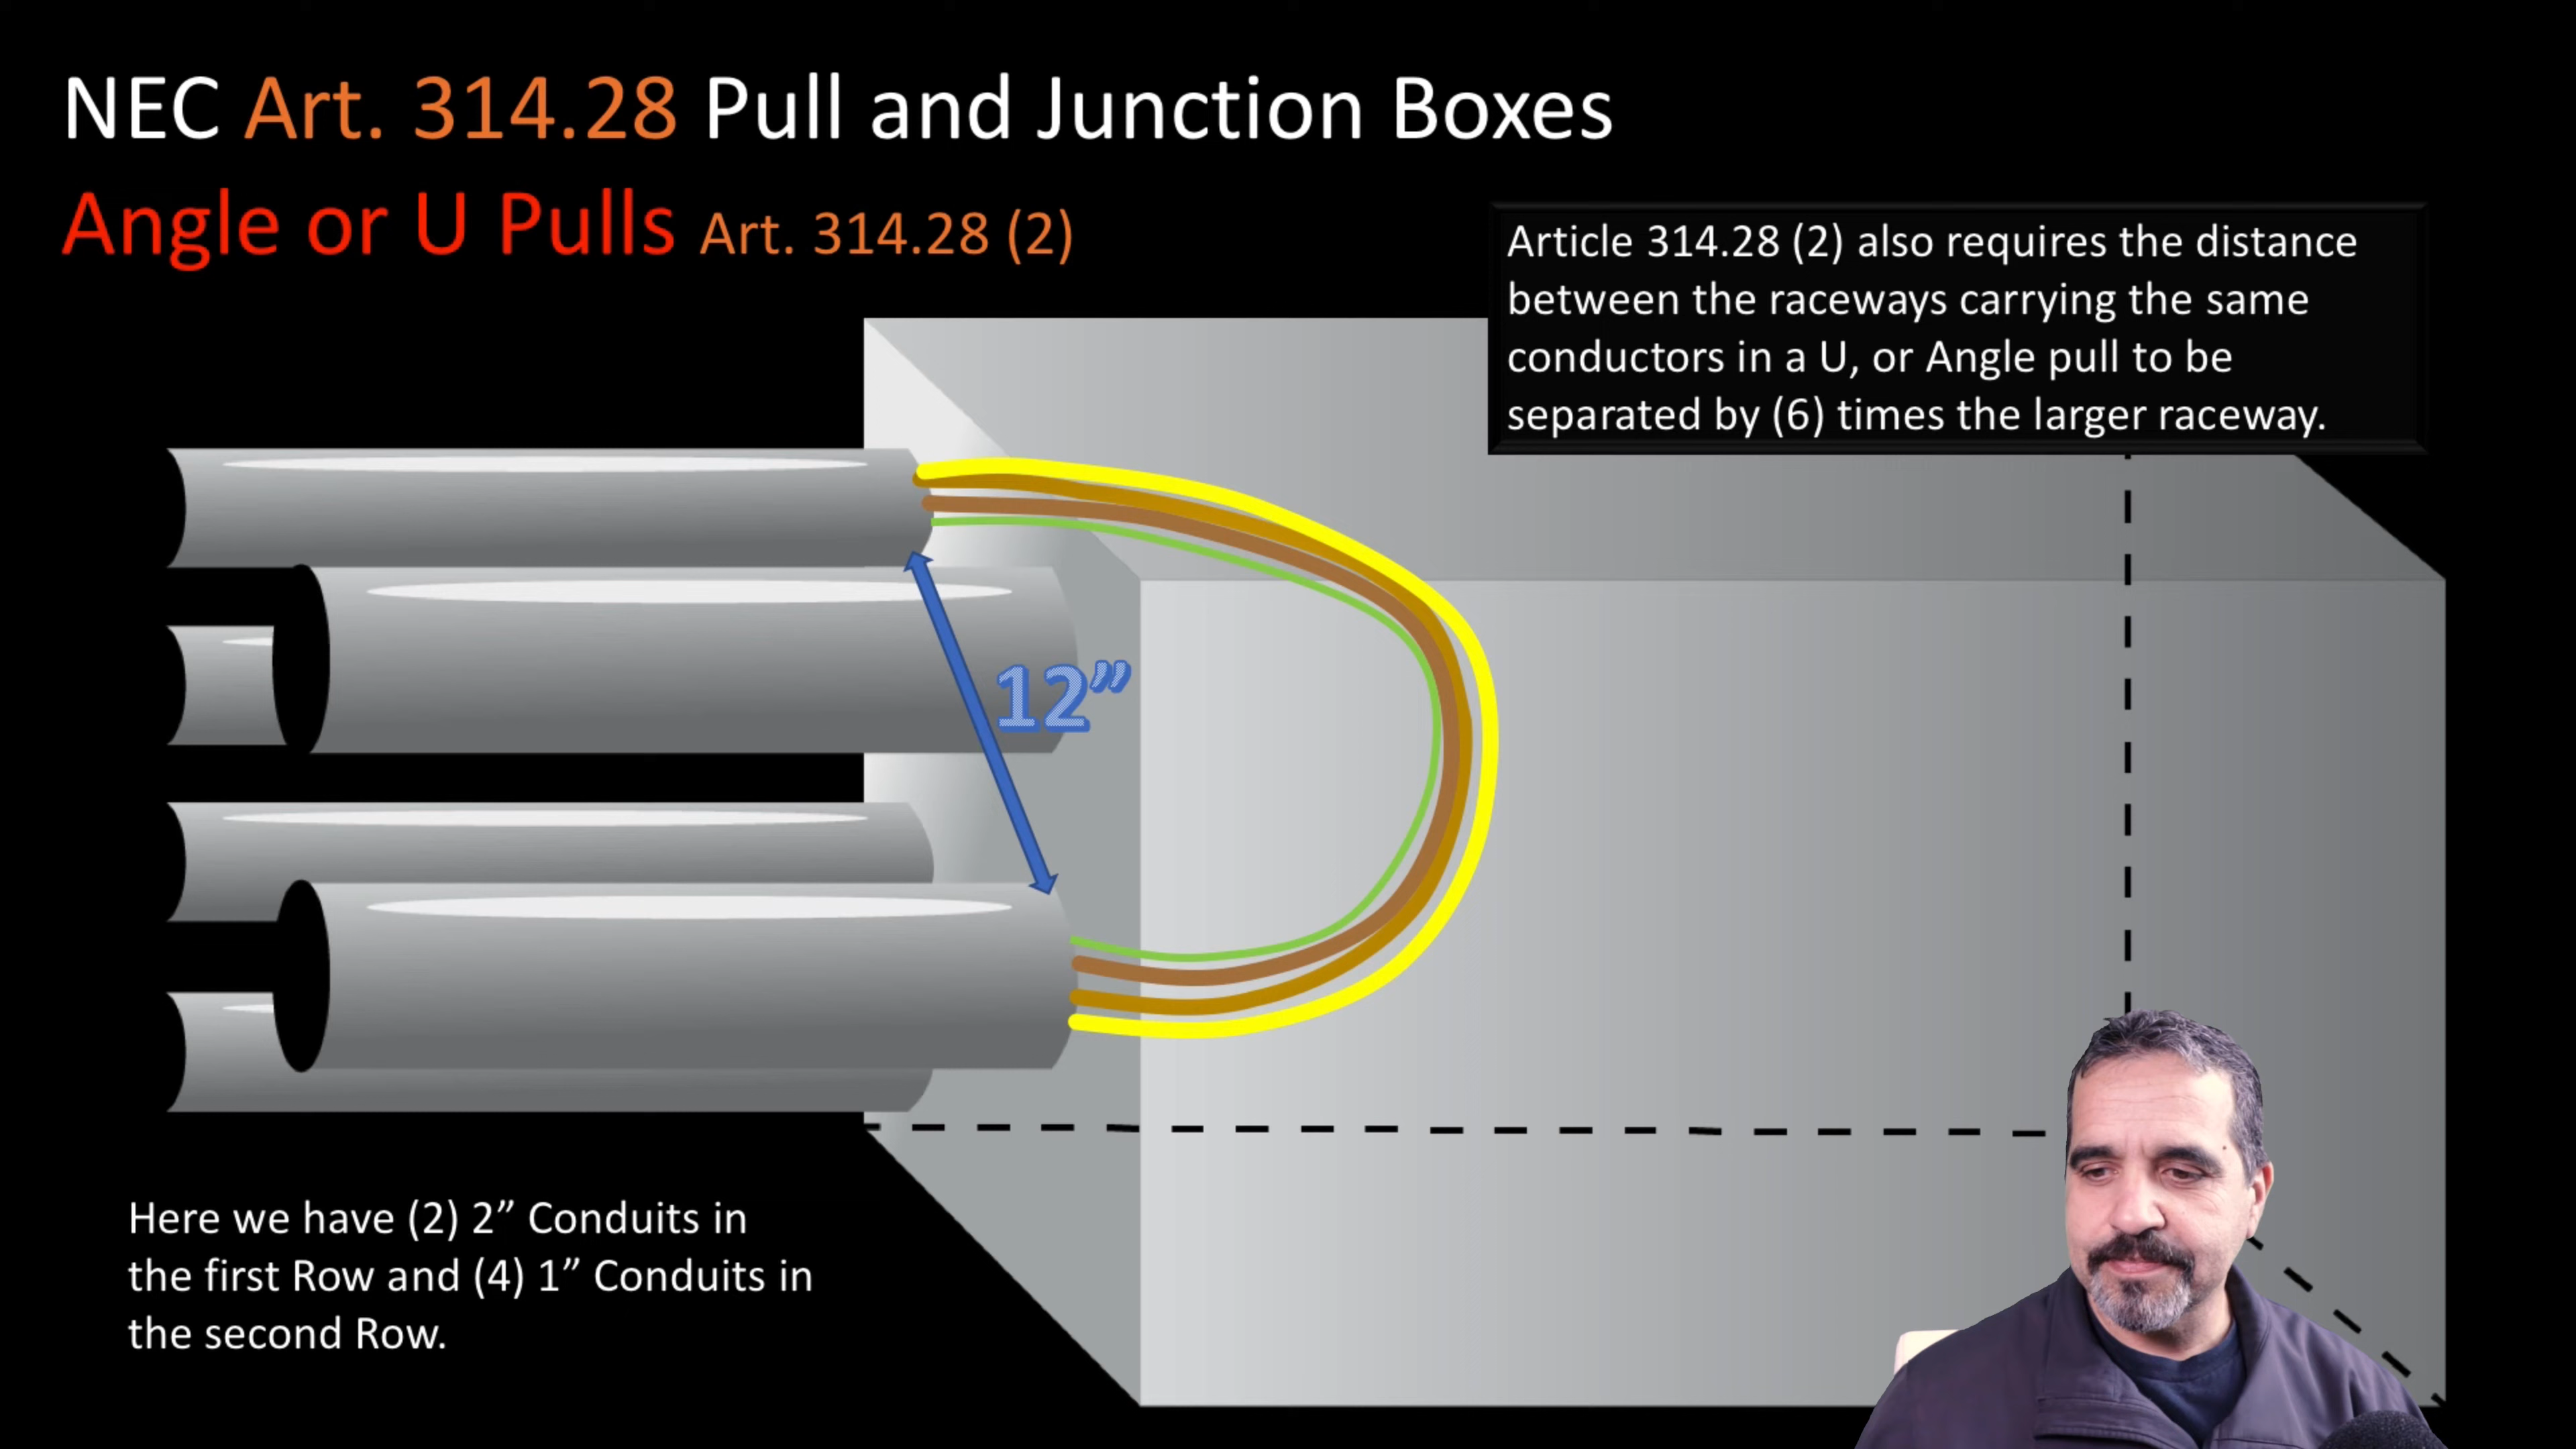 NEC Art. 314.28 Pull and Junction Boxes
Angle or U Pulls Art. 314.28 (2)
Article 314.28 (2) also requires the distance
between the raceways carrying the same
conductors in a U, or Angle pull to be
separated by (6) times the larger raceway.
12”
Here we have (2) 2” Conduits in
the first Row and (4) 1” Conduits in
the second Row.